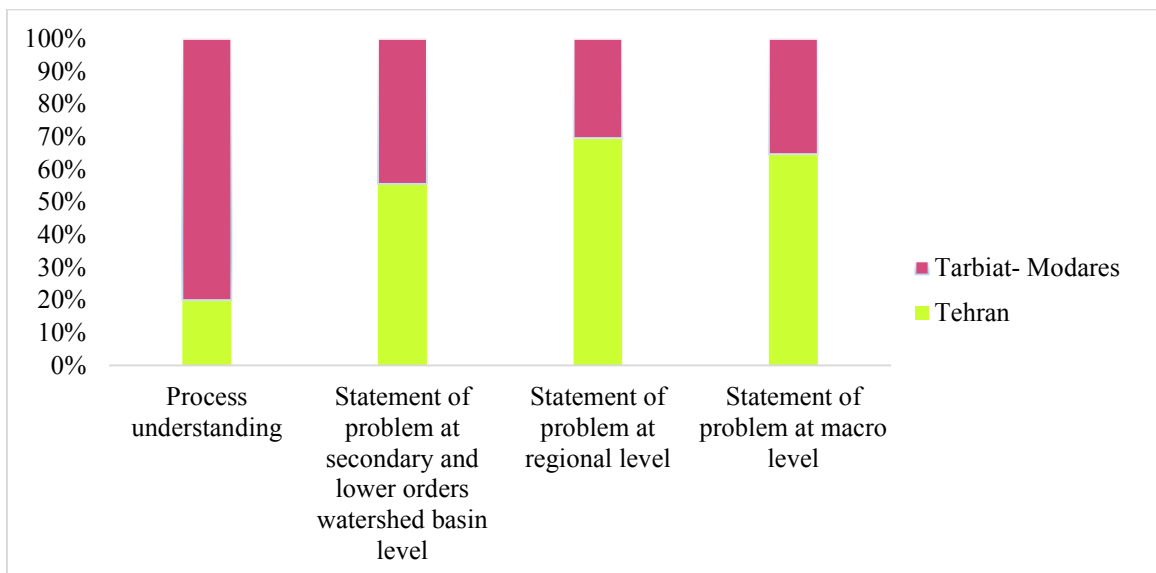 100%
90%
80%
70%
60%
50%
40%
30%
20%
10%
0%
Process
understanding
Statement of
problem at
secondary and
lower orders
watershed basin
level
Statement of
problem at
regional level
Statement of
problem at macro
level
Tarbiat- Modares
Tehran